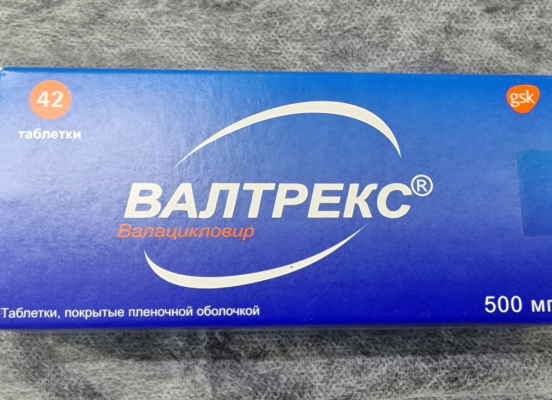 42
таблетки
gsk
ВАЛТРЕКС®
Валацикловир
Таблетки, покрытые пленочной оболочкой
500 мг